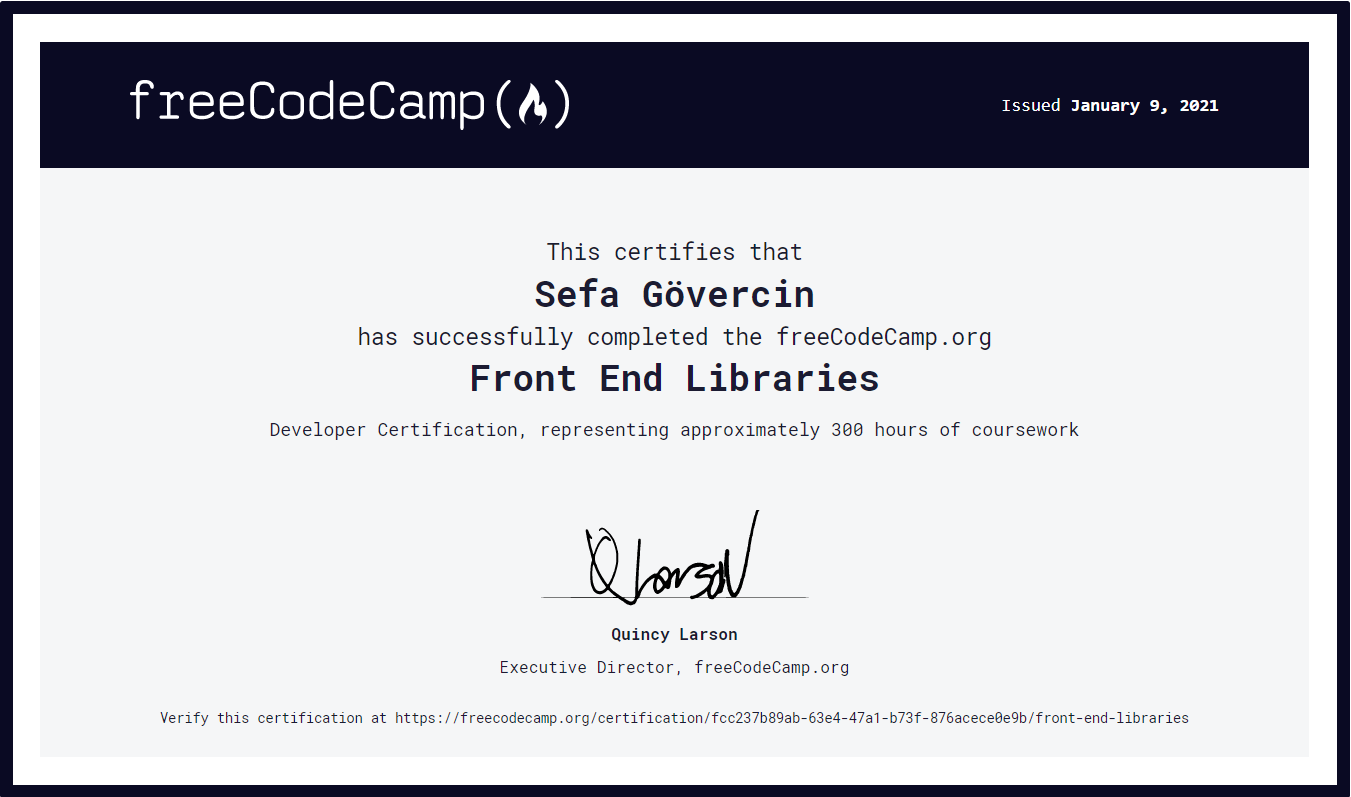 freeCodeCamp(🔥)
Issued January 9, 2021
This certifies that
Sefa Gövercin
has successfully completed the freeCodeCamp.org
Front End Libraries
Developer Certification, representing approximately 300 hours of coursework
Q Larson
Quincy Larson
Executive Director, freeCodeCamp.org
Verify this certification at https://freecodecamp.org/certification/fcc237b89ab-63e4-47a1-b73f-876acece0e9b/front-end-libraries